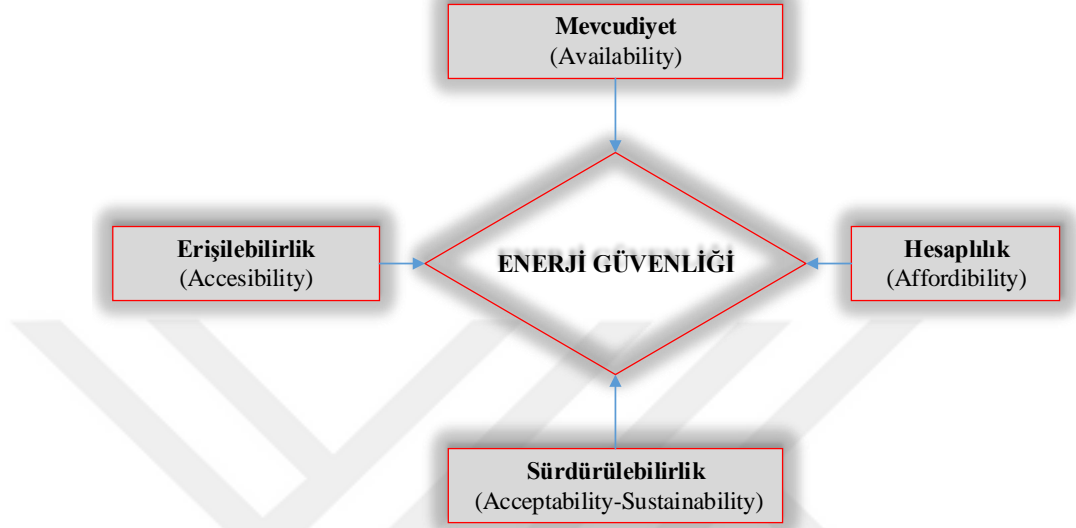 Mevcudiyet
(Availability)
Erişilebilirlik
(Accesibility)
ENERJİ GÜVENLİĞİ
Hesaplılık
(Affordibility)
Sürdürülebilirlik
(Acceptability-Sustainability)